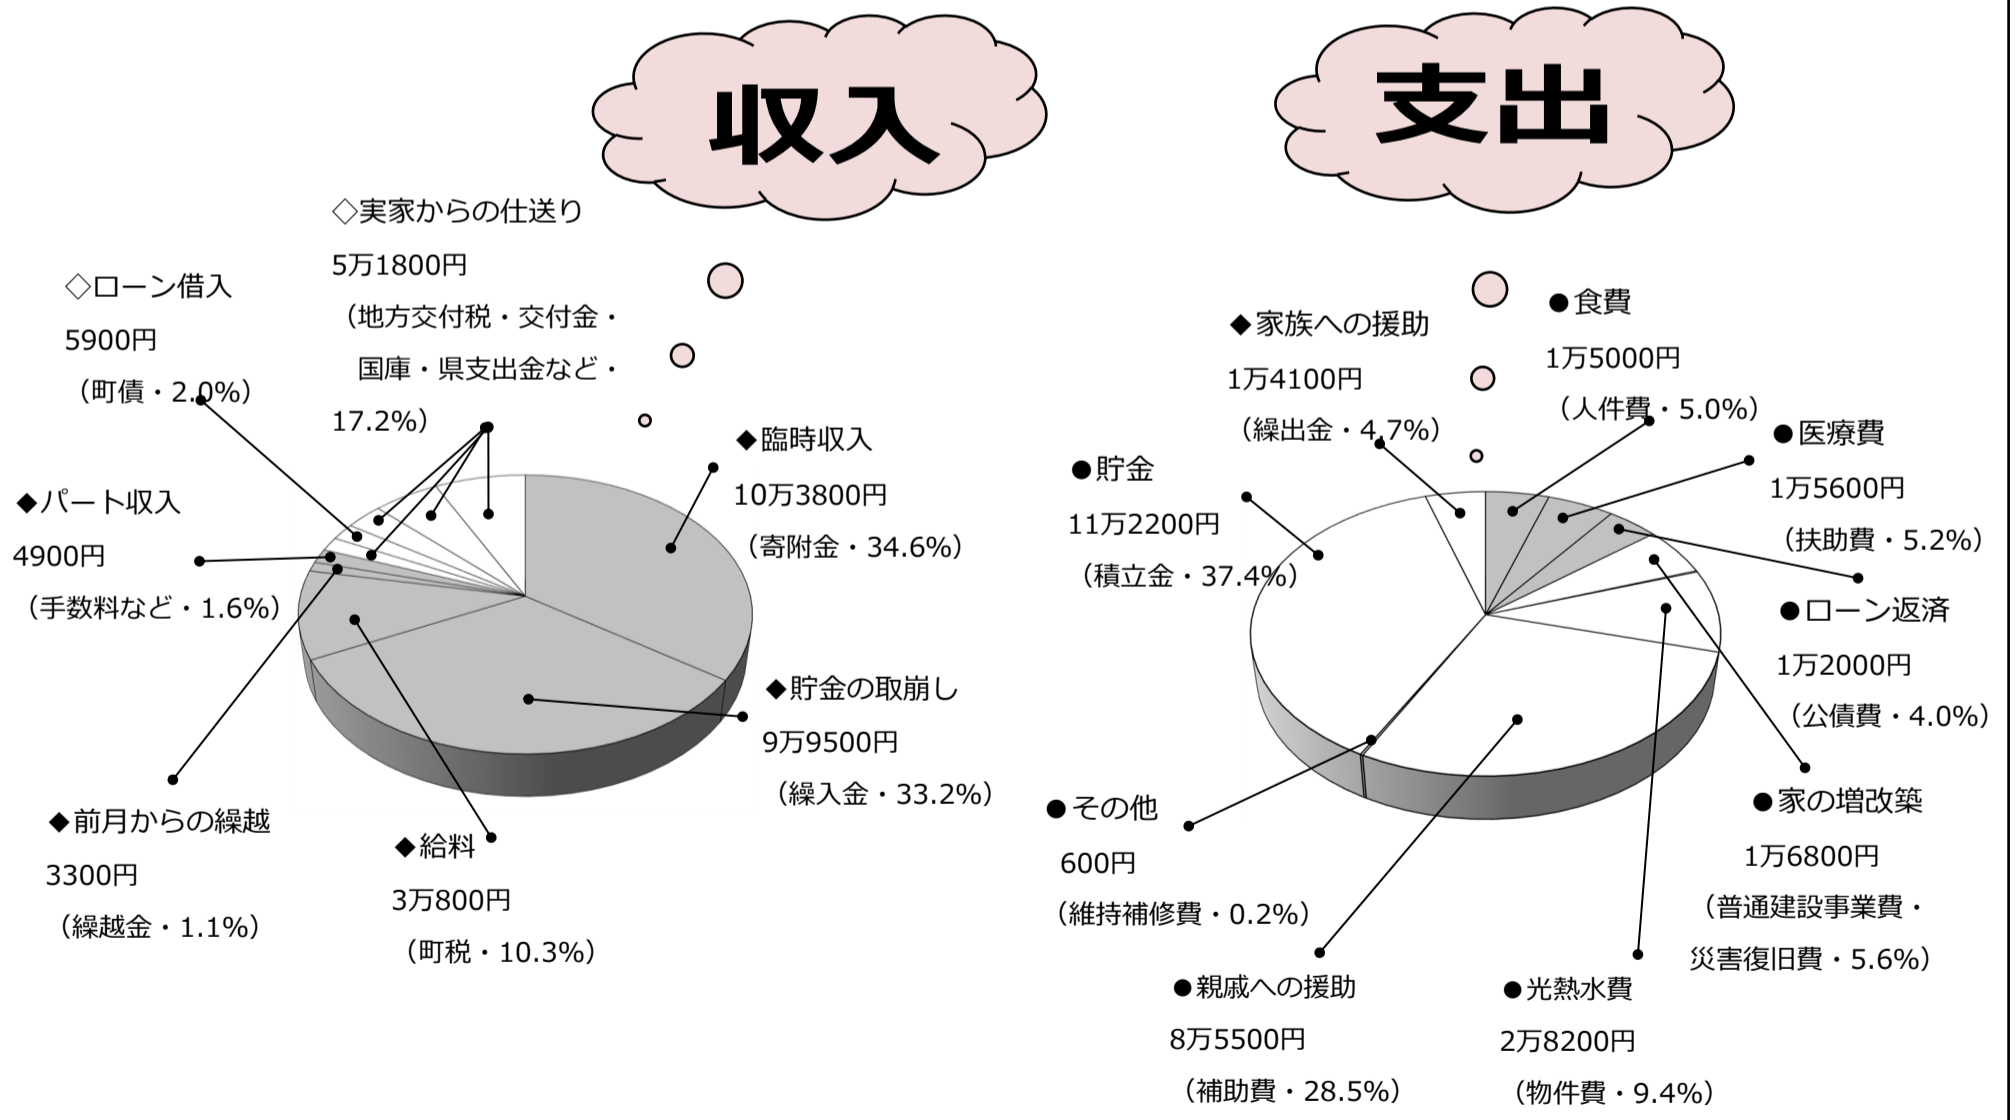 収入
◇実家からの仕送り
5万1800円
（地方交付税・交付金・
国庫・県支出金など・
17.2%）
◇ローン借入
5900円
（町債・2.0%）
◆パート収入
4900円
（手数料など・1.6%）
◆前月からの繰越
3300円
（繰越金・1.1%）
◆給料
3万800円
（町税・10.3%）
◆臨時収入
10万3800円
（寄附金・34.6%）
◆貯金の取崩し
9万9500円
（繰入金・33.2%）
支出
◆家族への援助
1万4100円
（繰出金・4.7%）
●食費
1万5000円
（人件費・5.0%）
●医療費
1万5600円
（扶助費・5.2%）
●ローン返済
1万2000円
（公債費・4.0%）
●家の増改築
1万6800円
（普通建設事業費・
災害復旧費・5.6%）
●光熱水費
2万8200円
（物件費・9.4%）
●親戚への援助
8万5500円
（補助費・28.5%）
●その他
600円
（維持補修費・0.2%）
●貯金
11万2200円
（積立金・37.4%）